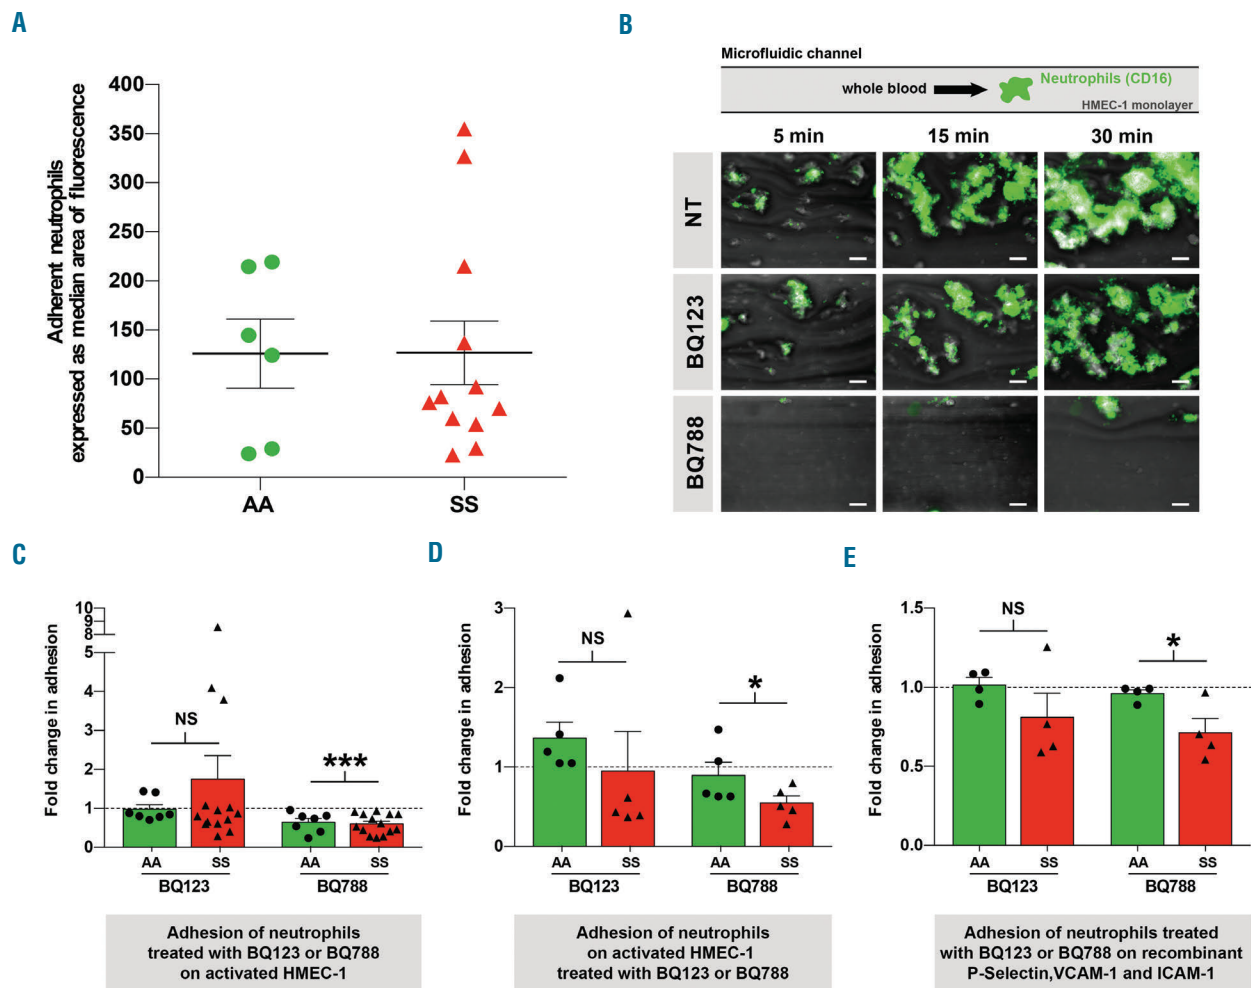 A
Adherent neutrophils
expressed as median area of fluorescence
400
350
300
250
200
150
100
50
0
AA
SS
B
Microfluidic channel
whole blood
Neutrophils (CD16)
HMEC-1 monolayer
5 min
15 min
30 min
NT
BQ123
BQ788
C
Fold change in adhesion
10
9
8
5
4
3
2
1
0
NS
***
AA
SS
AA
SS
BQ123
BQ788
Adhesion of neutrophils
treated with BQ123 or BQ788
on activated HMEC-1
D
Fold change in adhesion
3
2
1
0
NS
*
AA
SS
AA
SS
BQ123
BQ788
Adhesion of neutrophils
on activated HMEC-1
treated with BQ123 or BQ788
E
Fold change in adhesion
1.5
1.0
0.5
0.0
NS
*
AA
SS
AA
SS
BQ123
BQ788
Adhesion of neutrophils treated
with BQ123 or BQ788 on recombinant
P-Selectin,VCAM-1 and ICAM-1